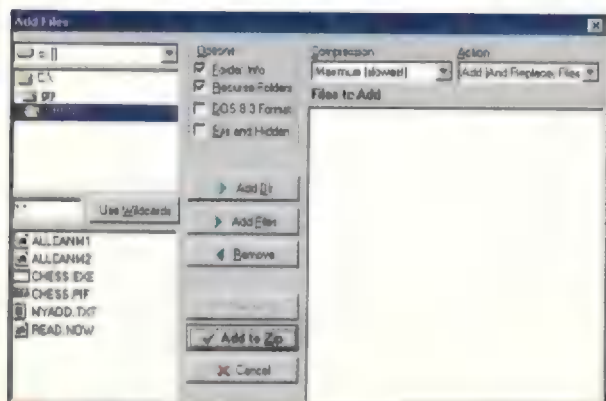 Add Files
c: []
C:\
Use Wildcards
ALLEANM1
ALLEANM2
CHESS.EXE
CHESS.PIF
MYADD.TXT
READ.NOW
Options
Folder Info
Recurse Folders
DOS 8.3 Format
Sys and Hidden
Add Dir
Add Files
Remove
Add to Zip
Cancel
Compression
Maximum (slowest)
Action
Add (And Replace) Files
Files to Add